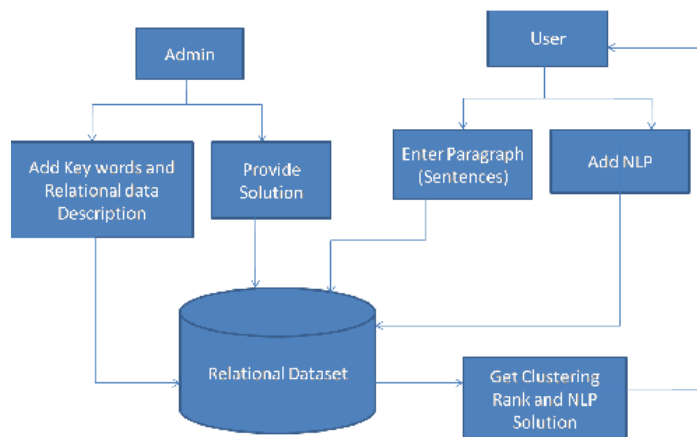 Admin
User
Add Key words and
Relational data
Description
Provide
Solution
Enter Paragraph
(Sentences)
Add NLP
Relational Dataset
Get Clustering
Rank and NLP
Solution